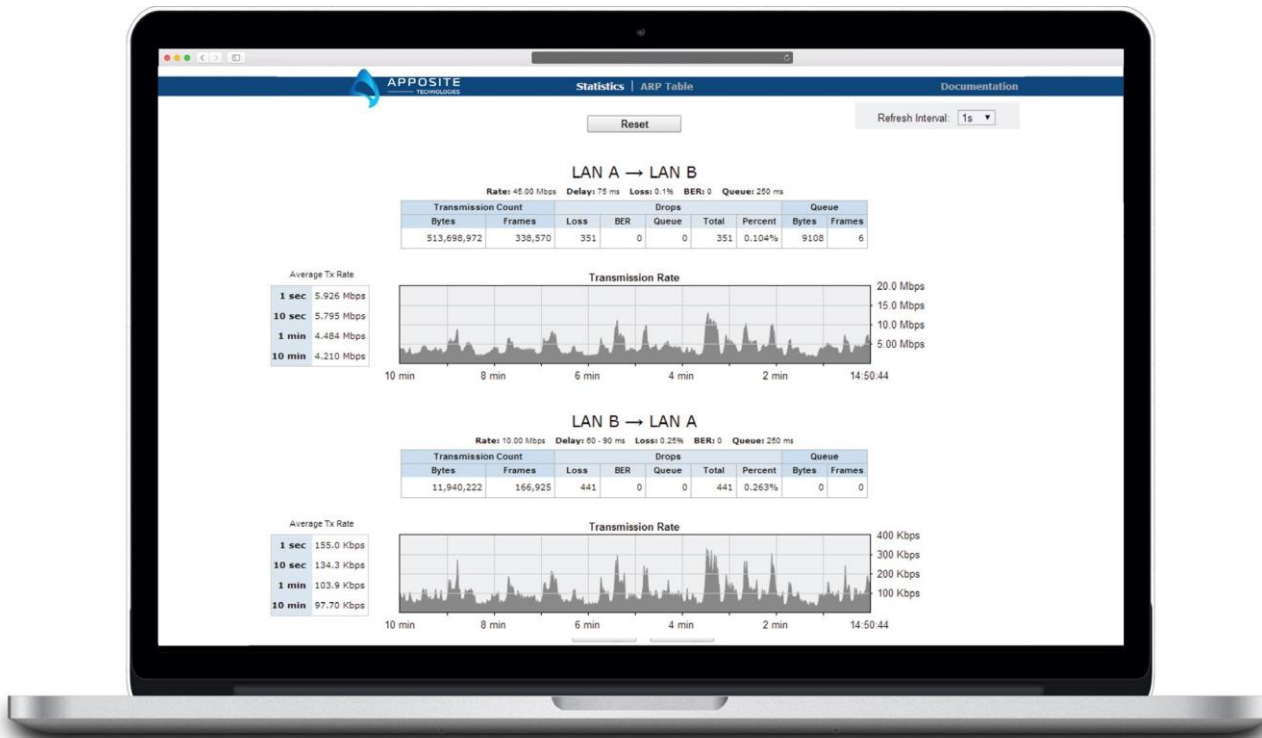 APPOSITE
TECHNOLOGIES
Statistics | ARP Table
Documentation
Reset
Refresh Interval: 1s
LAN A → LAN B
Rate: 45.00 Mbps Delay: 75 ms Loss: 0.1% BER: 0 Queue: 250 ms
Transmission Count Drops Queue
Bytes Frames Loss BER Queue Total Percent Bytes Frames
513,698,972 338,570 351 0 0 351 0.104% 9108 6
Average Tx Rate
1 sec 5.926 Mbps
10 sec 5.795 Mbps
1 min 4.484 Mbps
10 min 4.210 Mbps
Transmission Rate
20.0 Mbps
15.0 Mbps
10.0 Mbps
5.00 Mbps
10 min 8 min 6 min 4 min 2 min 14:50:44
LAN B → LAN A
Rate: 10.00 Mbps Delay: 60 - 90 ms Loss: 0.25% BER: 0 Queue: 250 ms
Transmission Count Drops Queue
Bytes Frames Loss BER Queue Total Percent Bytes Frames
11,940,222 166,925 441 0 0 441 0.263% 0 0
Average Tx Rate
1 sec 155.0 Kbps
10 sec 134.3 Kbps
1 min 103.9 Kbps
10 min 97.70 Kbps
Transmission Rate
400 Kbps
300 Kbps
200 Kbps
100 Kbps
10 min 8 min 6 min 4 min 2 min 14:50:44